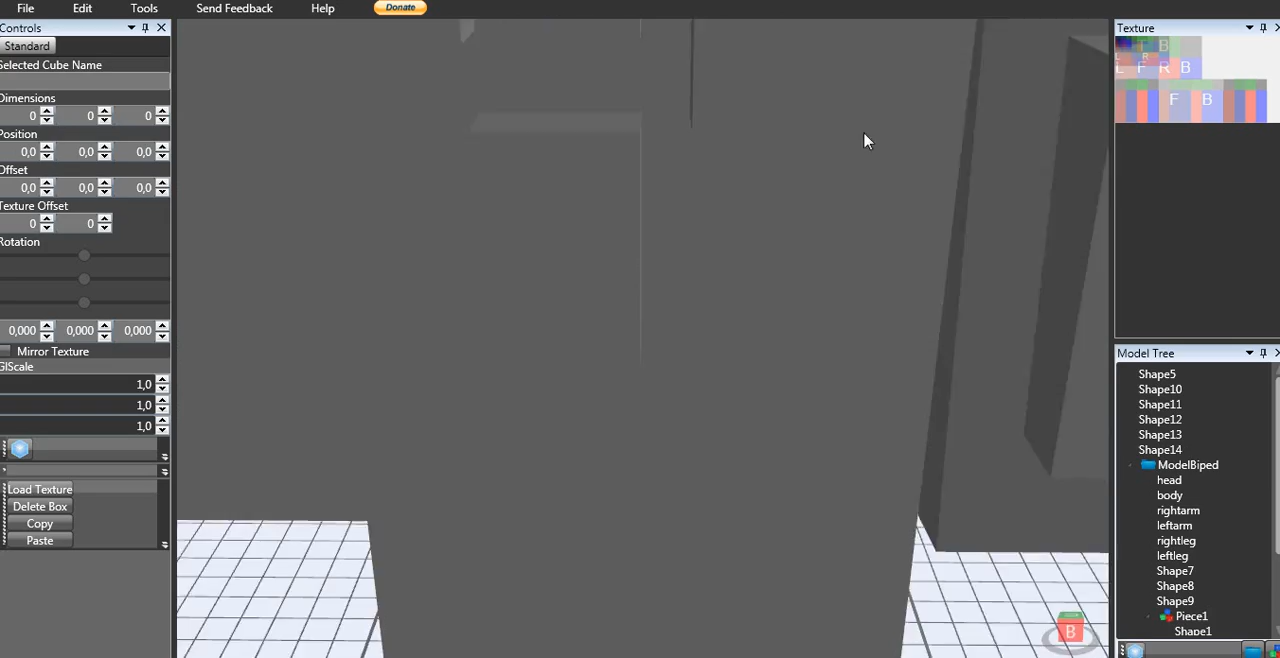 File Edit Tools Send Feedback Help Donate
Controls
Standard
Selected Cube Name
Dimensions
0 0 0
Position
0,0 0,0 0,0
Offset
0,0 0,0 0,0
Texture Offset
0 0
Rotation
0,000 0,000 0,000
Mirror Texture
GlScale
1,0
1,0
1,0
Load Texture
Delete Box
Copy
Paste
B
Texture
B
R
L F R B
F B
Model Tree
Shape5
Shape10
Shape11
Shape12
Shape13
Shape14
ModelBiped
head
body
rightarm
leftarm
rightleg
leftleg
Shape7
Shape8
Shape9
Piece1
Shape1